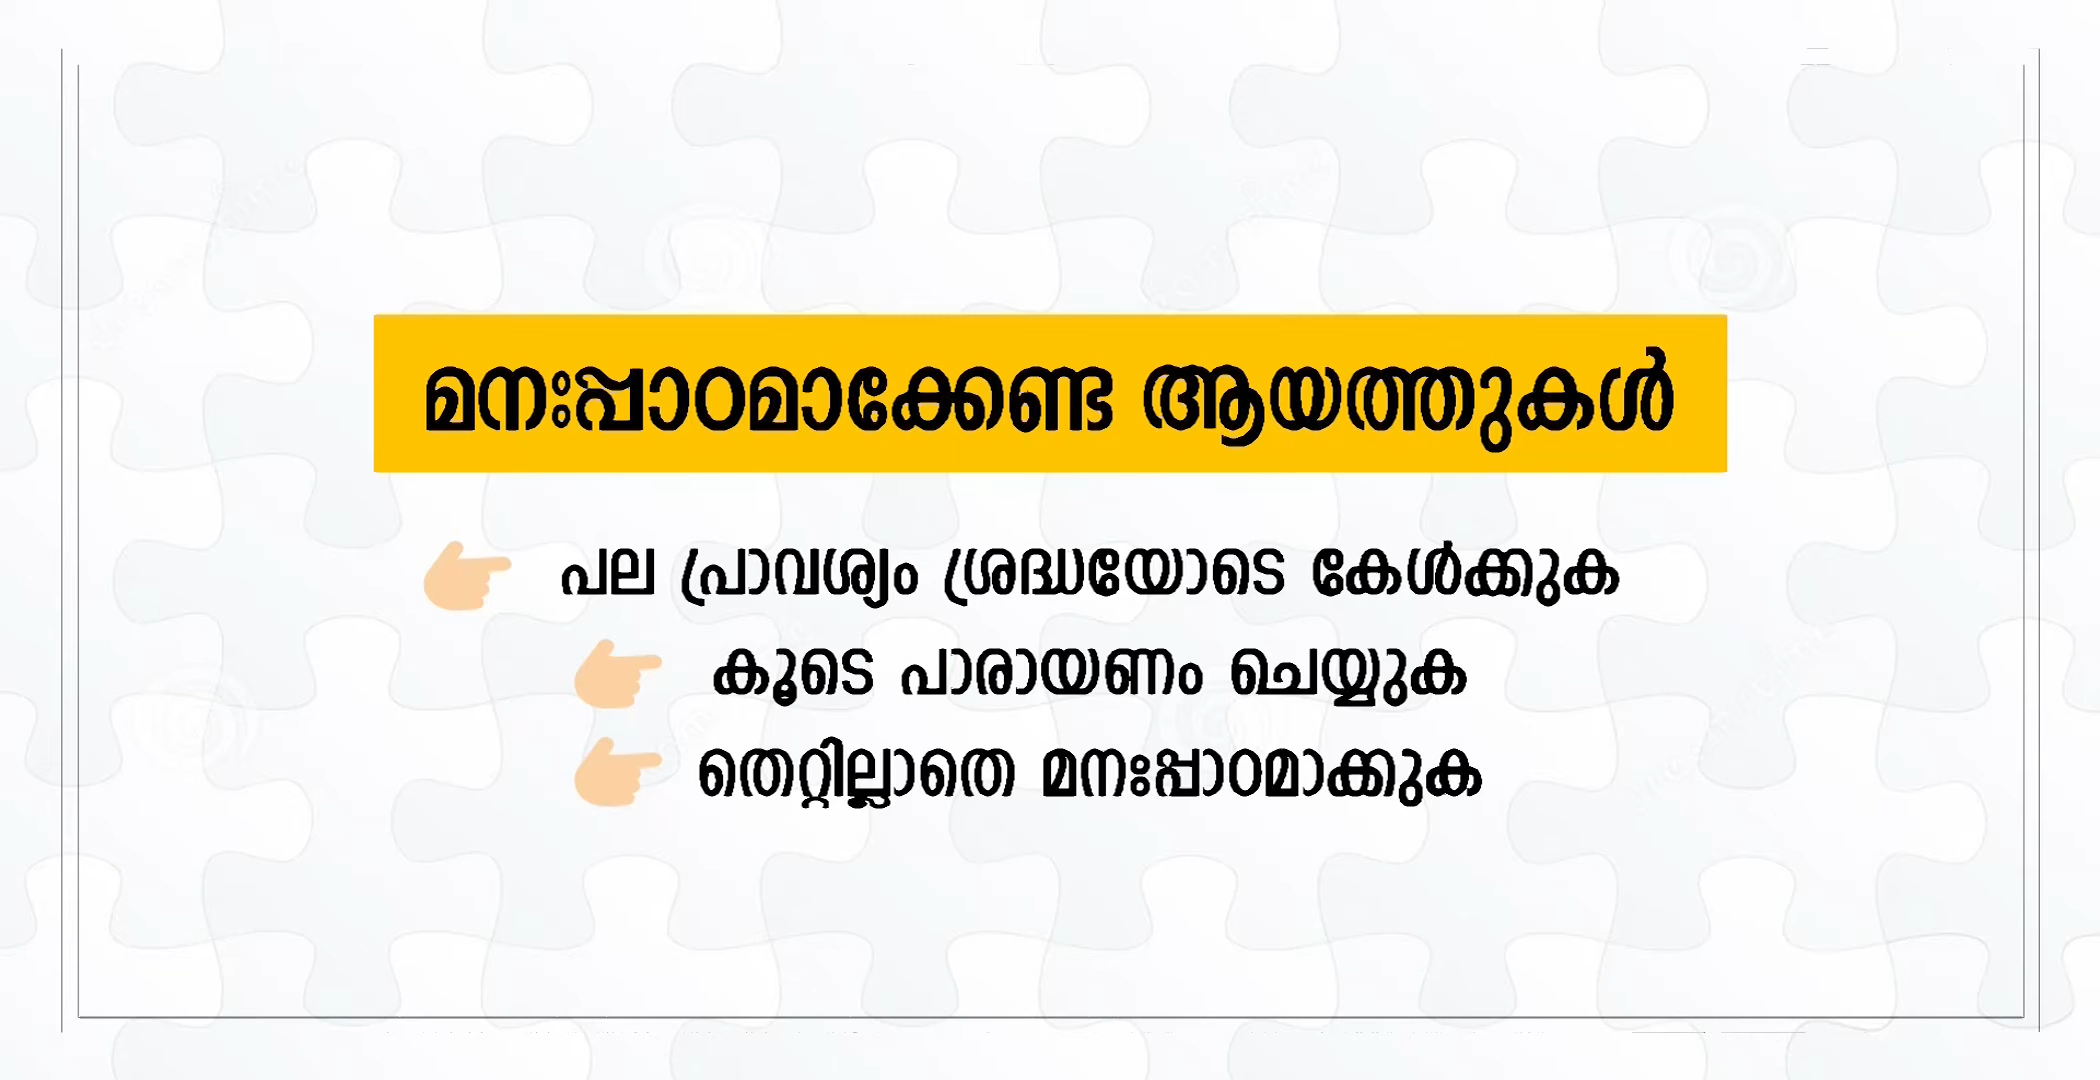 മനഃപ്പാഠമാക്കേണ്ട ആയത്തുകൾ
പല പ്രാവശ്യം ശ്രദ്ധയോടെ കേൾക്കുക
കൂടെ പാരായണം ചെയ്യുക
തെറ്റില്ലാതെ മനഃപ്പാഠമാക്കുക